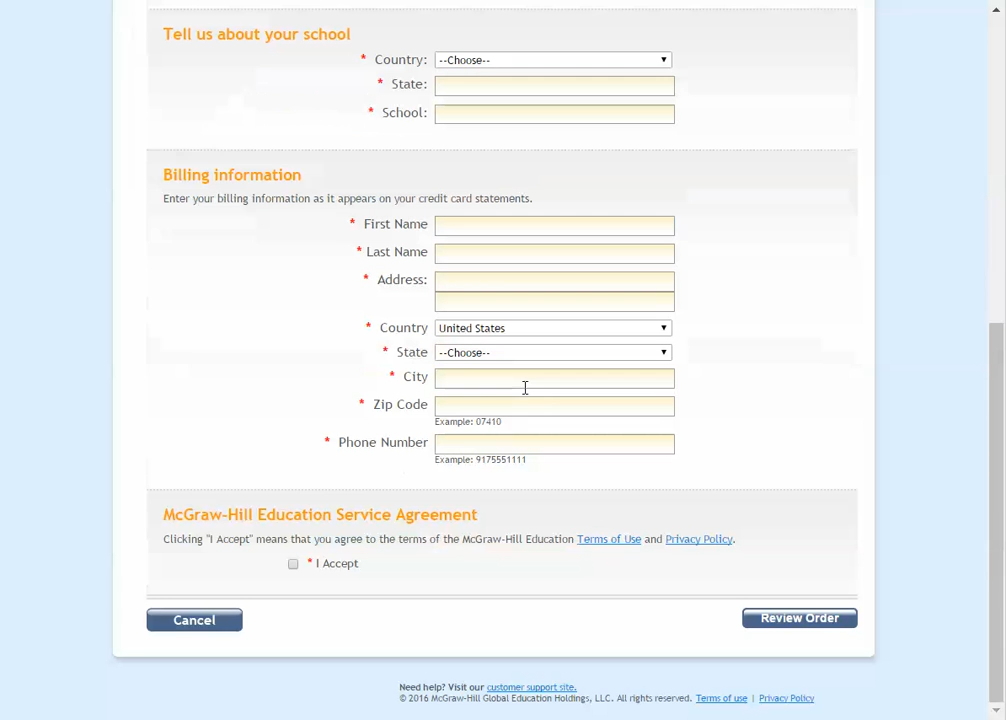 Tell us about your school
* Country: --Choose--
* State:
* School:
Billing information
Enter your billing information as it appears on your credit card statements.
* First Name
* Last Name
* Address:
* Country United States
* State --Choose--
* City
* Zip Code
Example: 07410
* Phone Number
Example: 9175551111
McGraw-Hill Education Service Agreement
Clicking "I Accept" means that you agree to the terms of the McGraw-Hill Education Terms of Use and Privacy Policy.
* I Accept
Cancel Review Order
Need help? Visit our customer support site.
© 2016 McGraw-Hill Global Education Holdings, LLC. All rights reserved. Terms of use | Privacy Policy